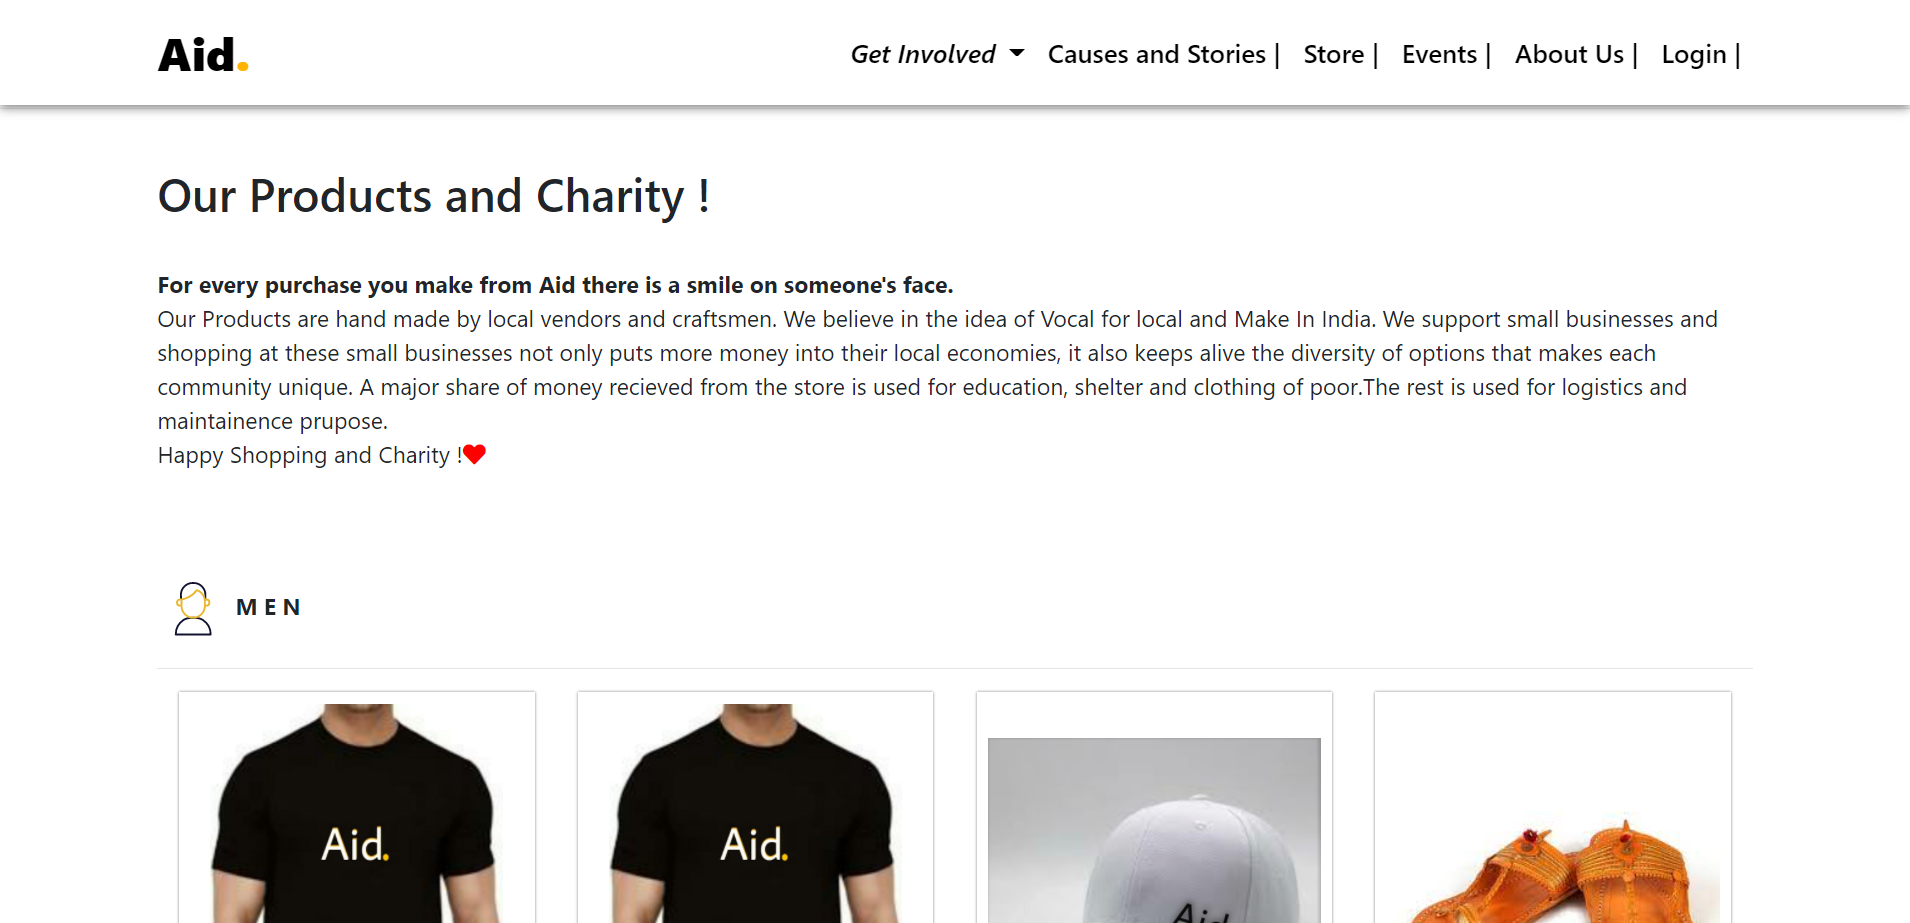 Aid.
Get Involved
Causes and Stories |
Store |
Events |
About Us |
Login |
Our Products and Charity !
For every purchase you make from Aid there is a smile on someone's face.
Our Products are hand made by local vendors and craftsmen. We believe in the idea of Vocal for local and Make In India. We support small businesses and
shopping at these small businesses not only puts more money into their local economies, it also keeps alive the diversity of options that makes each
community unique. A major share of money recieved from the store is used for education, shelter and clothing of poor.The rest is used for logistics and
maintainence prupose.
Happy Shopping and Charity !
MEN
Aid.
Aid.
Aid